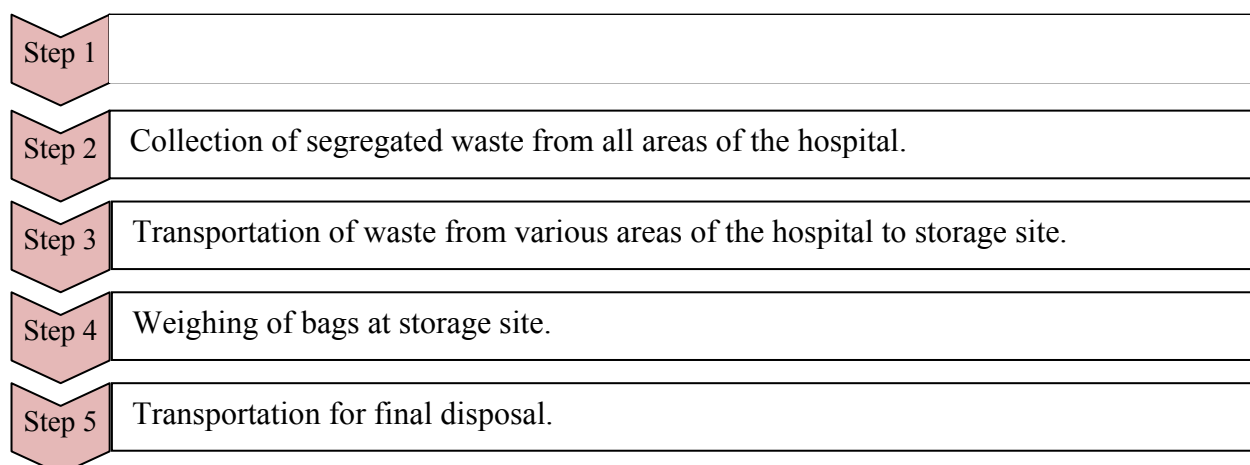 Step 1
Step 2 Collection of segregated waste from all areas of the hospital.
Step 3 Transportation of waste from various areas of the hospital to storage site.
Step 4 Weighing of bags at storage site.
Step 5 Transportation for final disposal.